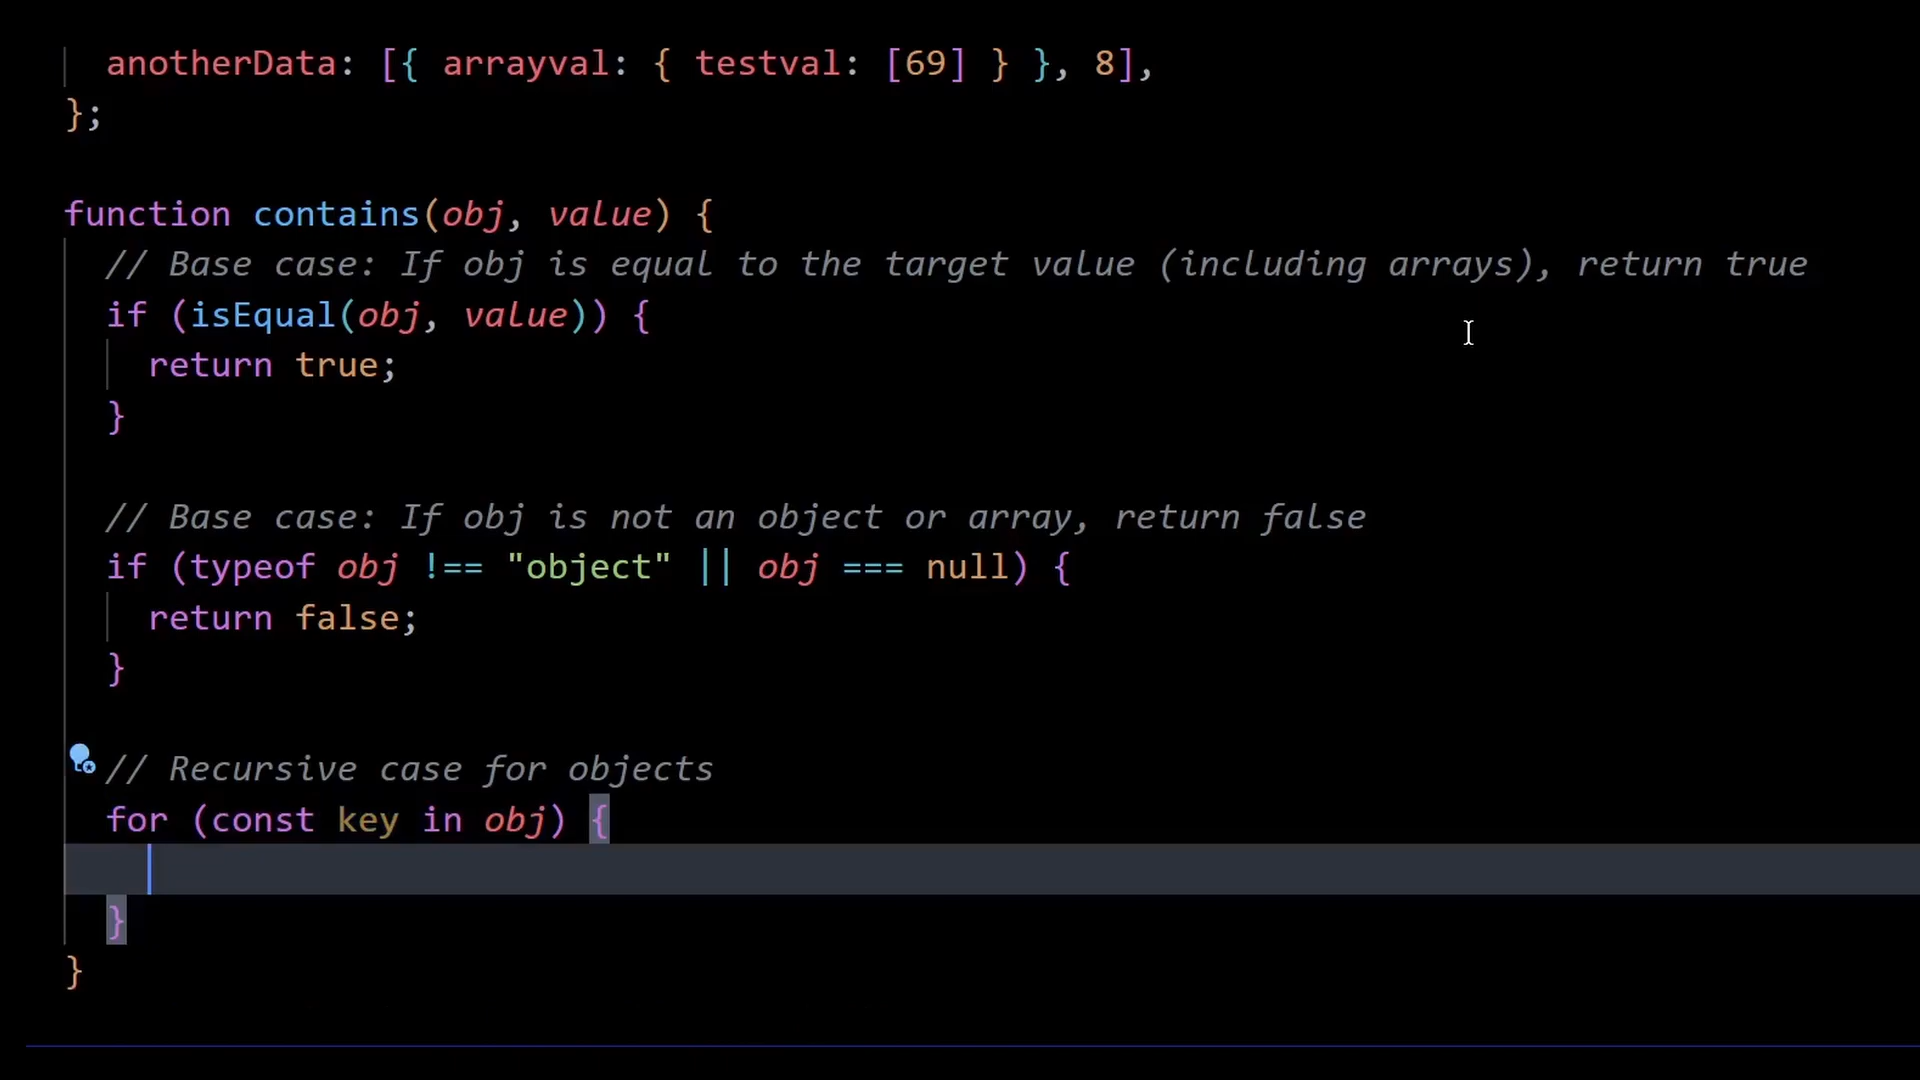 anotherData: [{ arrayval: { testval: [69] } }, 8],
};
function contains(obj, value) {
// Base case: If obj is equal to the target value (including arrays), return true
if (isEqual(obj, value)) {
return true;
}
// Base case: If obj is not an object or array, return false
if (typeof obj !== "object" || obj === null) {
return false;
}
// Recursive case for objects
for (const key in obj) {
}
}